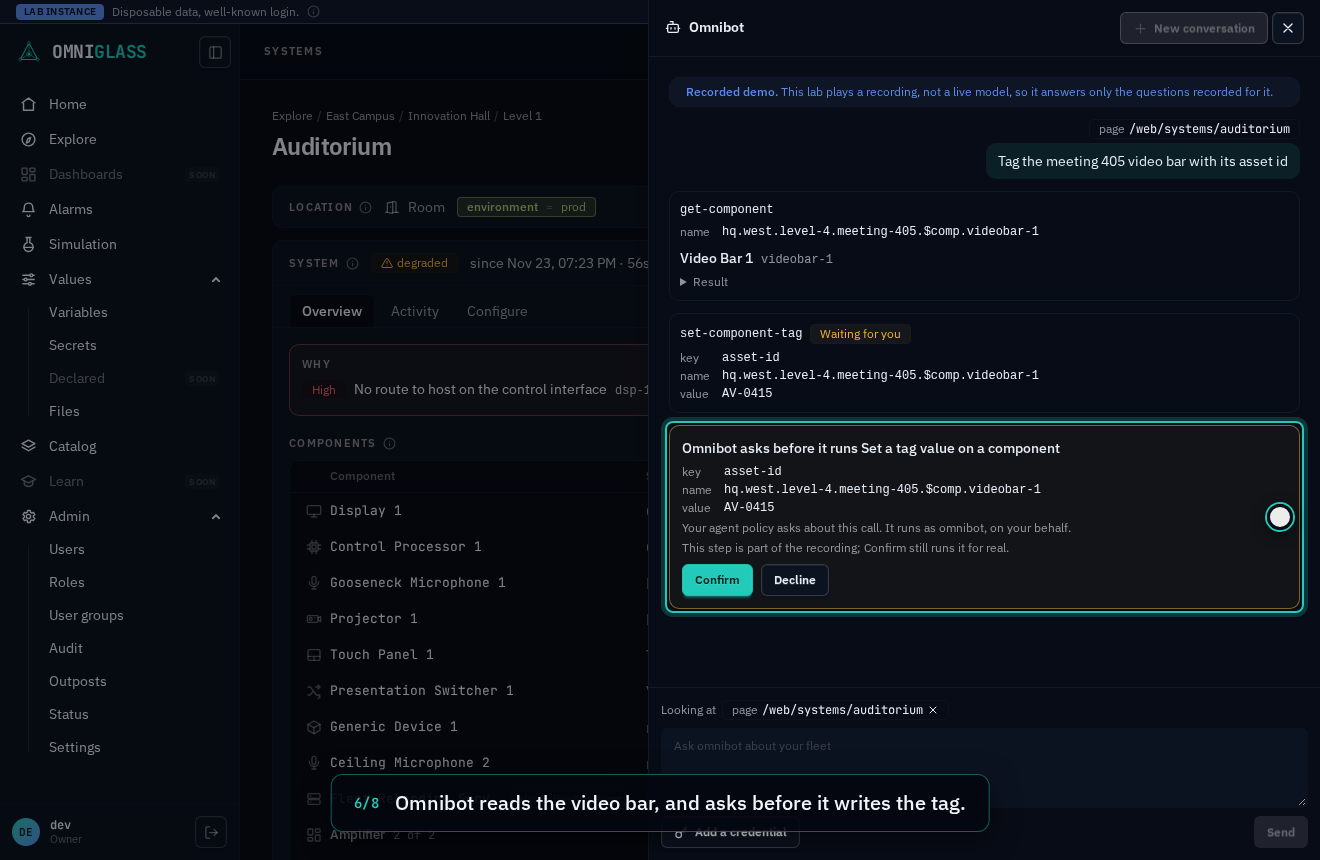 LAB INSTANCE Disposable data, well-known login.
OMNIGLASS
Home
Explore
Dashboards SOON
Alarms
Simulation
Values
Variables
Secrets
Declared SOON
Files
Catalog
Learn SOON
Admin
Users
Roles
User groups
Audit
Outposts
Status
Settings
DE dev
Owner
SYSTEMS
Explore / East Campus / Innovation Hall / Level 1
Auditorium
LOCATION Room environment = prod
SYSTEM degraded since Nov 23, 07:23 PM · 56s
Overview Activity Configure
WHY
High No route to host on the control interface dsp-1
COMPONENTS
Component
Display 1
Control Processor 1
Gooseneck Microphone 1
Projector 1
Touch Panel 1
Presentation Switcher 1
Generic Device 1
Ceiling Microphone 2
Amplifier 2 of 2
Omnibot
New conversation
Recorded demo. This lab plays a recording, not a live model, so it answers only the questions recorded for it.
page /web/systems/auditorium
Tag the meeting 405 video bar with its asset id
get-component
name hq.west.level-4.meeting-405.$comp.videobar-1
Video Bar 1 videobar-1
Result
set-component-tag Waiting for you
key asset-id
name hq.west.level-4.meeting-405.$comp.videobar-1
value AV-0415
Omnibot asks before it runs Set a tag value on a component
key asset-id
name hq.west.level-4.meeting-405.$comp.videobar-1
value AV-0415
Your agent policy asks about this call. It runs as omnibot, on your behalf.
This step is part of the recording; Confirm still runs it for real.
Confirm Decline
Looking at page /web/systems/auditorium
Ask omnibot about your fleet
Add a credential Send
6/8 Omnibot reads the video bar, and asks before it writes the tag.